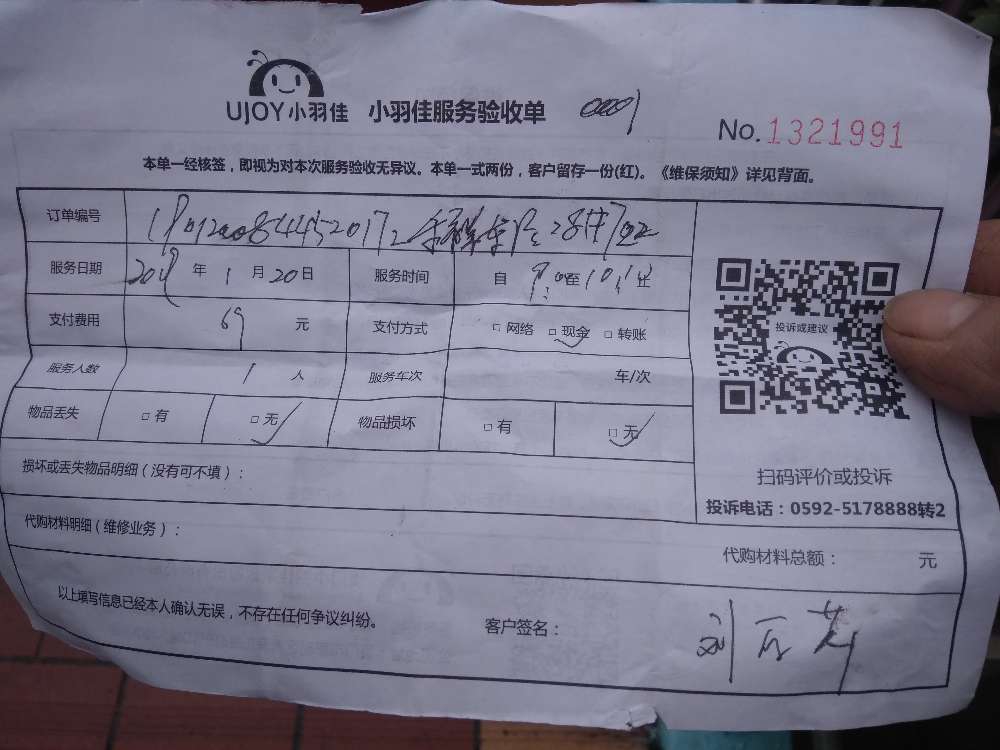 UJOY小羽佳 小羽佳服务验收单 0001
No.1321991
本单一经核签，即视为对本次服务验收无异议。本单一式两份，客户留存一份(红)。《维保须知》详见背面。
订单编号
服务日期 2019 年 1 月 20 日 服务时间 自 9:00 至 10:10 止
支付费用 69 元 支付方式 □ 网络 □ 现金 ✓ □ 转账
投诉或建议
服务人数 1 人 服务车次 车/次
物品丢失 □ 有 □ 无 ✓ 物品损坏 □ 有 □ 无 ✓
损坏或丢失物品明细（没有可不填）：
扫码评价或投诉
投诉电话：0592-5178888转2
代购材料明细（维修业务）：
代购材料总额： 元
以上填写信息已经本人确认无误，不存在任何争议纠纷。
客户签名： 刘